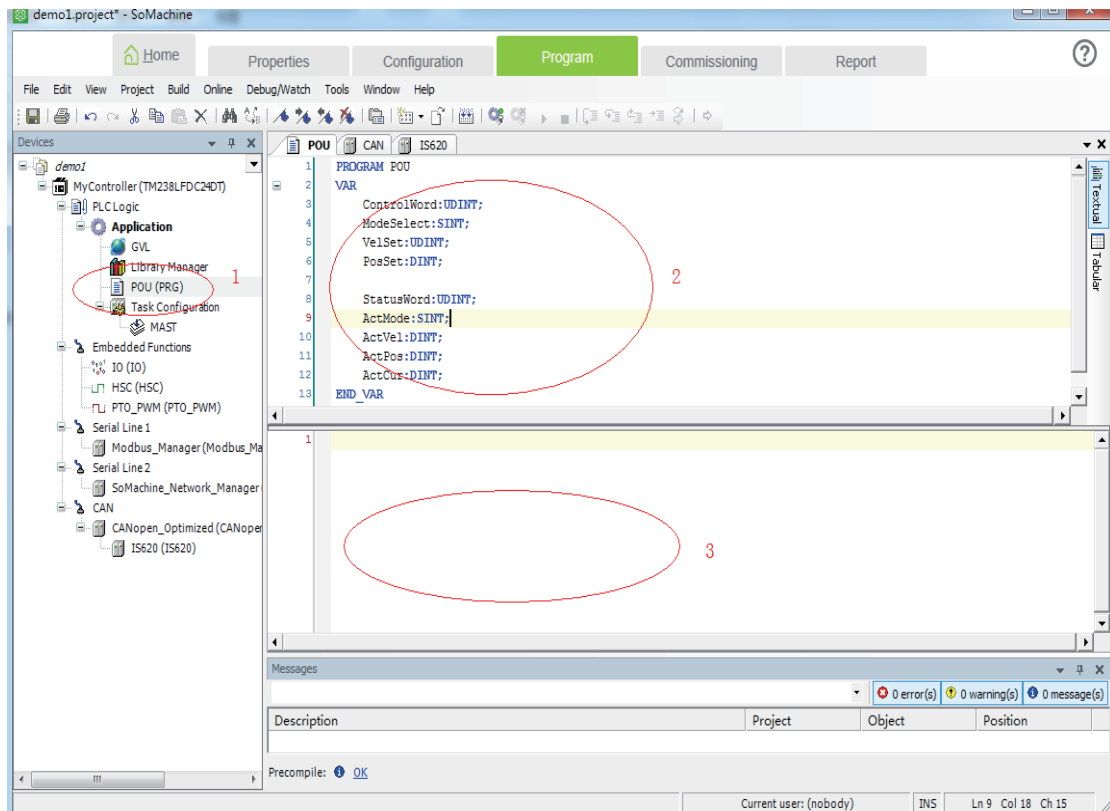 demo1.project* - SoMachine
Home
Properties
Configuration
Program
Commissioning
Report
File Edit View Project Build Online Debug/Watch Tools Window Help
Devices
demo1
MyController (TM238LFDC24DT)
PLC Logic
Application
GVL
Library Manager
POU (PRG)
1
Task Configuration
MAST
Embedded Functions
IO (IO)
HSC (HSC)
PTO_PWM (PTO_PWM)
Serial Line 1
Modbus_Manager (Modbus_Ma
Serial Line 2
SoMachine_Network_Manager
CAN
CANopen_Optimized (CANoper
IS620 (IS620)
POU CAN IS620
1 PROGRAM POU
2 VAR
3 ControlWord:UDINT;
4 ModeSelect:SINT;
5 VelSet:UDINT;
6 PosSet:DINT;
7
8 StatusWord:UDINT;
9 ActMode:SINT;
10 ActVel:DINT;
11 ActPos:DINT;
12 ActCur:DINT;
13 END_VAR
2
Textual
Tabular
1
3
Messages
0 error(s) 0 warning(s) 0 message(s)
Description Project Object Position
Precompile: OK
Current user: (nobody) INS Ln 9 Col 18 Ch 15